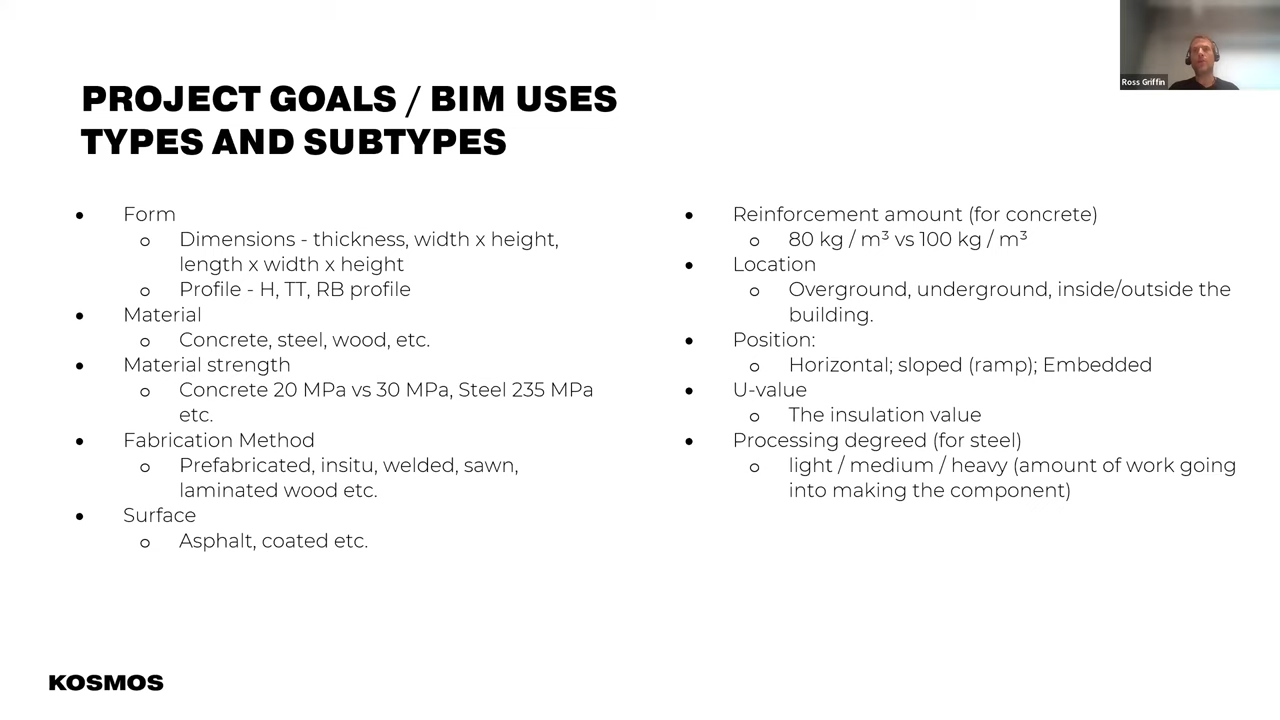 Ross Griffin
PROJECT GOALS / BIM USES
TYPES AND SUBTYPES
• Form
o Dimensions - thickness, width x height,
length x width x height
o Profile - H, TT, RB profile
• Material
o Concrete, steel, wood, etc.
• Material strength
o Concrete 20 MPa vs 30 MPa, Steel 235 MPa
etc.
• Fabrication Method
o Prefabricated, insitu, welded, sawn,
laminated wood etc.
• Surface
o Asphalt, coated etc.
• Reinforcement amount (for concrete)
o 80 kg / m³ vs 100 kg / m³
• Location
o Overground, underground, inside/outside the
building.
• Position:
o Horizontal; sloped (ramp); Embedded
• U-value
o The insulation value
• Processing degreed (for steel)
o light / medium / heavy (amount of work going
into making the component)
KOSMOS